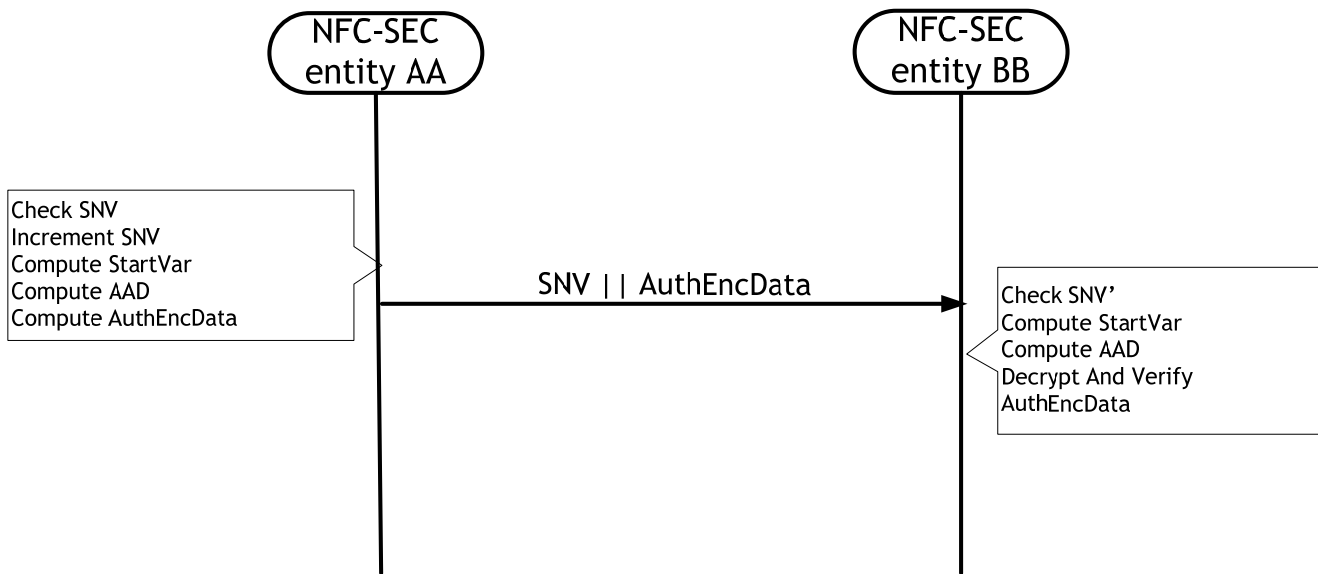 NFC-SEC
entity AA
NFC-SEC
entity BB
Check SNV
Increment SNV
Compute StartVar
Compute AAD
Compute AuthEncData
SNV || AuthEncData
Check SNV’
Compute StartVar
Compute AAD
Decrypt And Verify
AuthEncData